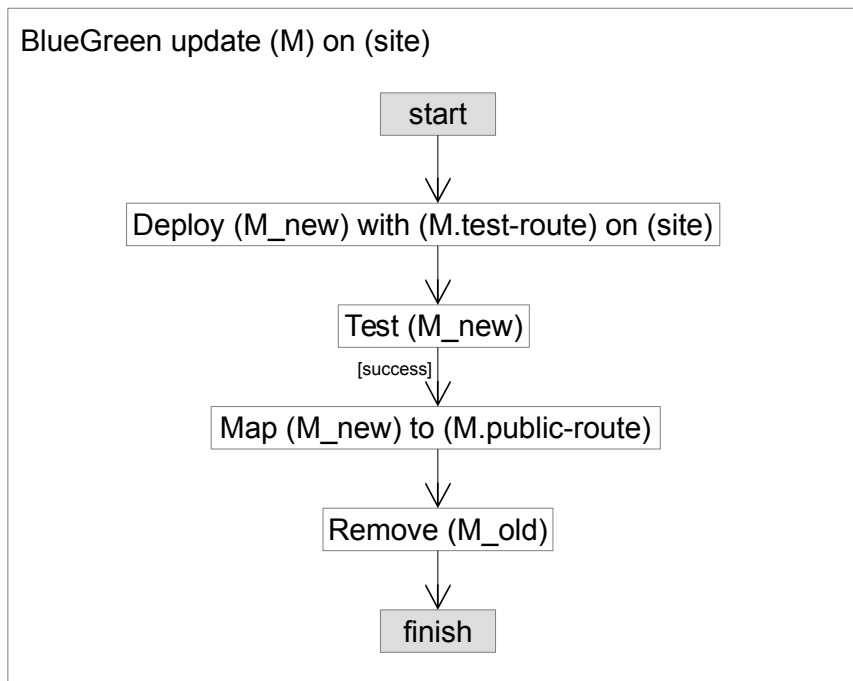 BlueGreen update (M) on (site)
start
Deploy (M_new) with (M.test-route) on (site)
Test (M_new)
[success]
Map (M_new) to (M.public-route)
Remove (M_old)
finish